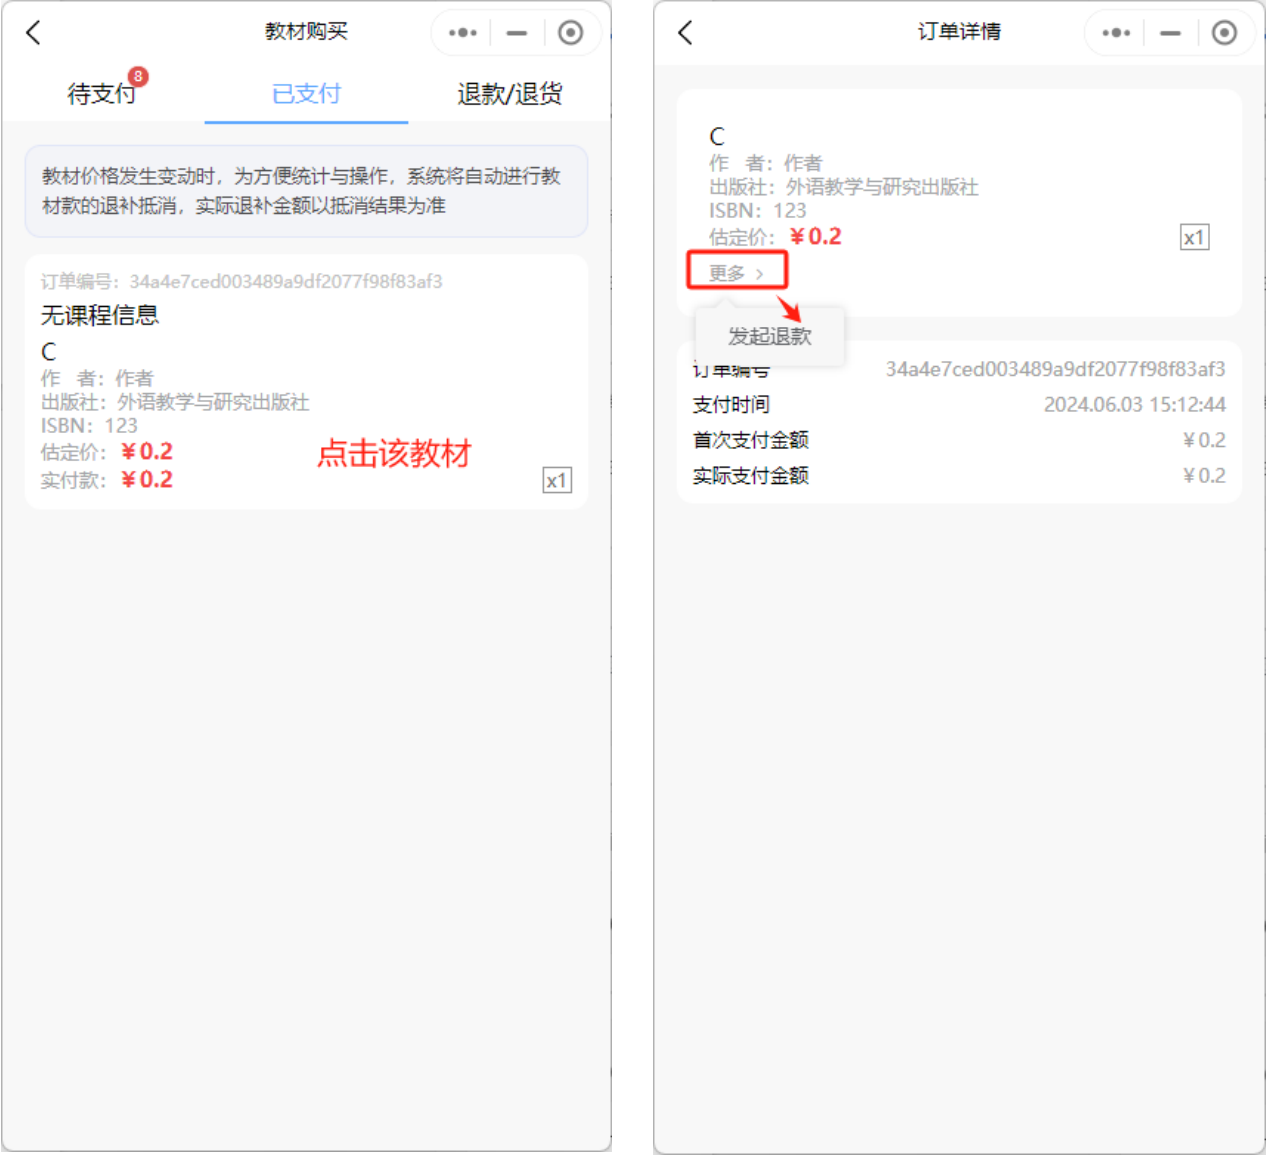 教材购买
待支付
8
已支付
退款/退货
教材价格发生变动时，为方便统计与操作，系统将自动进行教
材款的退补抵消，实际退补金额以抵消结果为准
订单编号：34a4e7ced003489a9df2077f98f83af3
无课程信息
C
作 者：作者
出版社：外语教学与研究出版社
ISBN：123
估定价：￥0.2
点击该教材
实付款：￥0.2
x1
订单详情
C
作 者：作者
出版社：外语教学与研究出版社
ISBN：123
估定价：￥0.2
x1
更多 >
发起退款
订单编号 34a4e7ced003489a9df2077f98f83af3
支付时间 2024.06.03 15:12:44
首次支付金额 ￥0.2
实际支付金额 ￥0.2